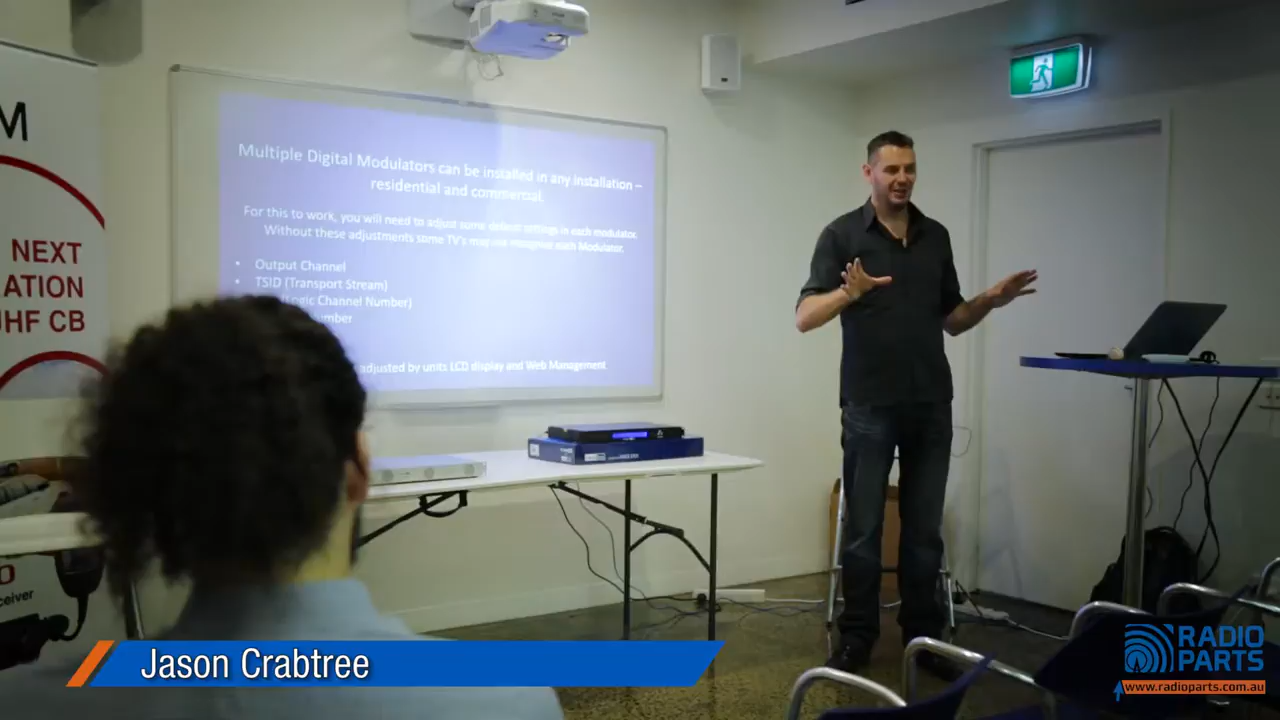 M
NEXT
ATION
UHF CB
Multiple Digital Modulators can be installed in any installation –
residential and commercial.
For this to work, you will need to adjust some default settings in each modulator.
Without these adjustments some TV's may not recognise each Modulator.
• Output Channel
• TSID (Transport Stream)
(Logic Channel Number)
adjusted by units LCD display and Web Management
O
ceiver
Jason Crabtree
RADIO
PARTS
www.radioparts.com.au